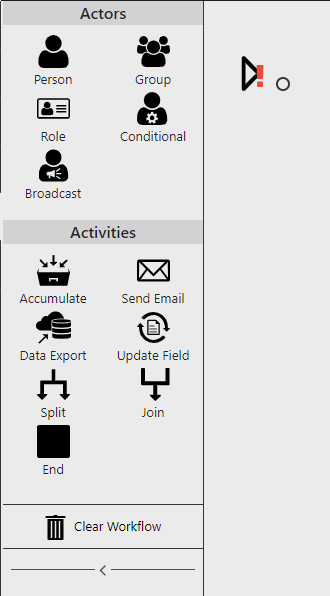 Actors
Person Group
Role Conditional
Broadcast
Activities
Accumulate Send Email
Data Export Update Field
Split Join
End
Clear Workflow